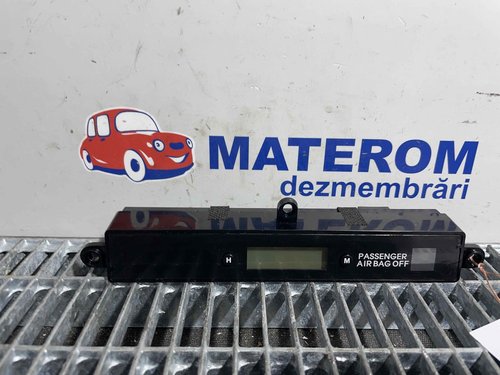 MATEROM
dezmembrări
H
M
PASSENGER
AIR BAG OFF